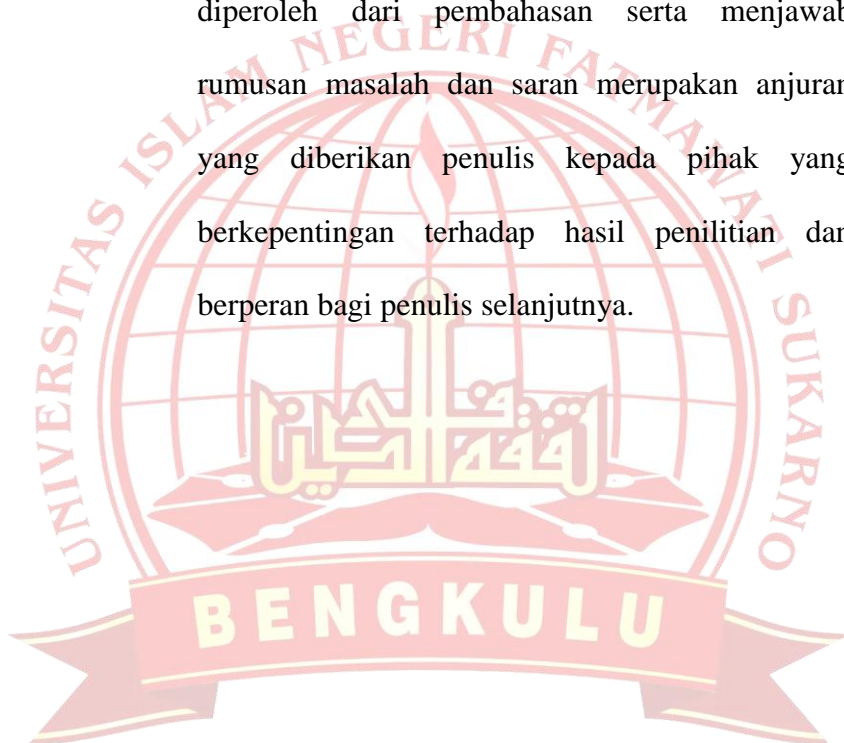 diperoleh dari pembahasan serta menjawab
rumusan masalah dan saran merupakan anjuran
yang diberikan penulis kepada pihak yang
berkepentingan terhadap hasil penilitian dan
berperan bagi penulis selanjutnya.
UNIVERSITAS ISLAM NEGERI FATMAWATI SUKARNO
BENGKULU